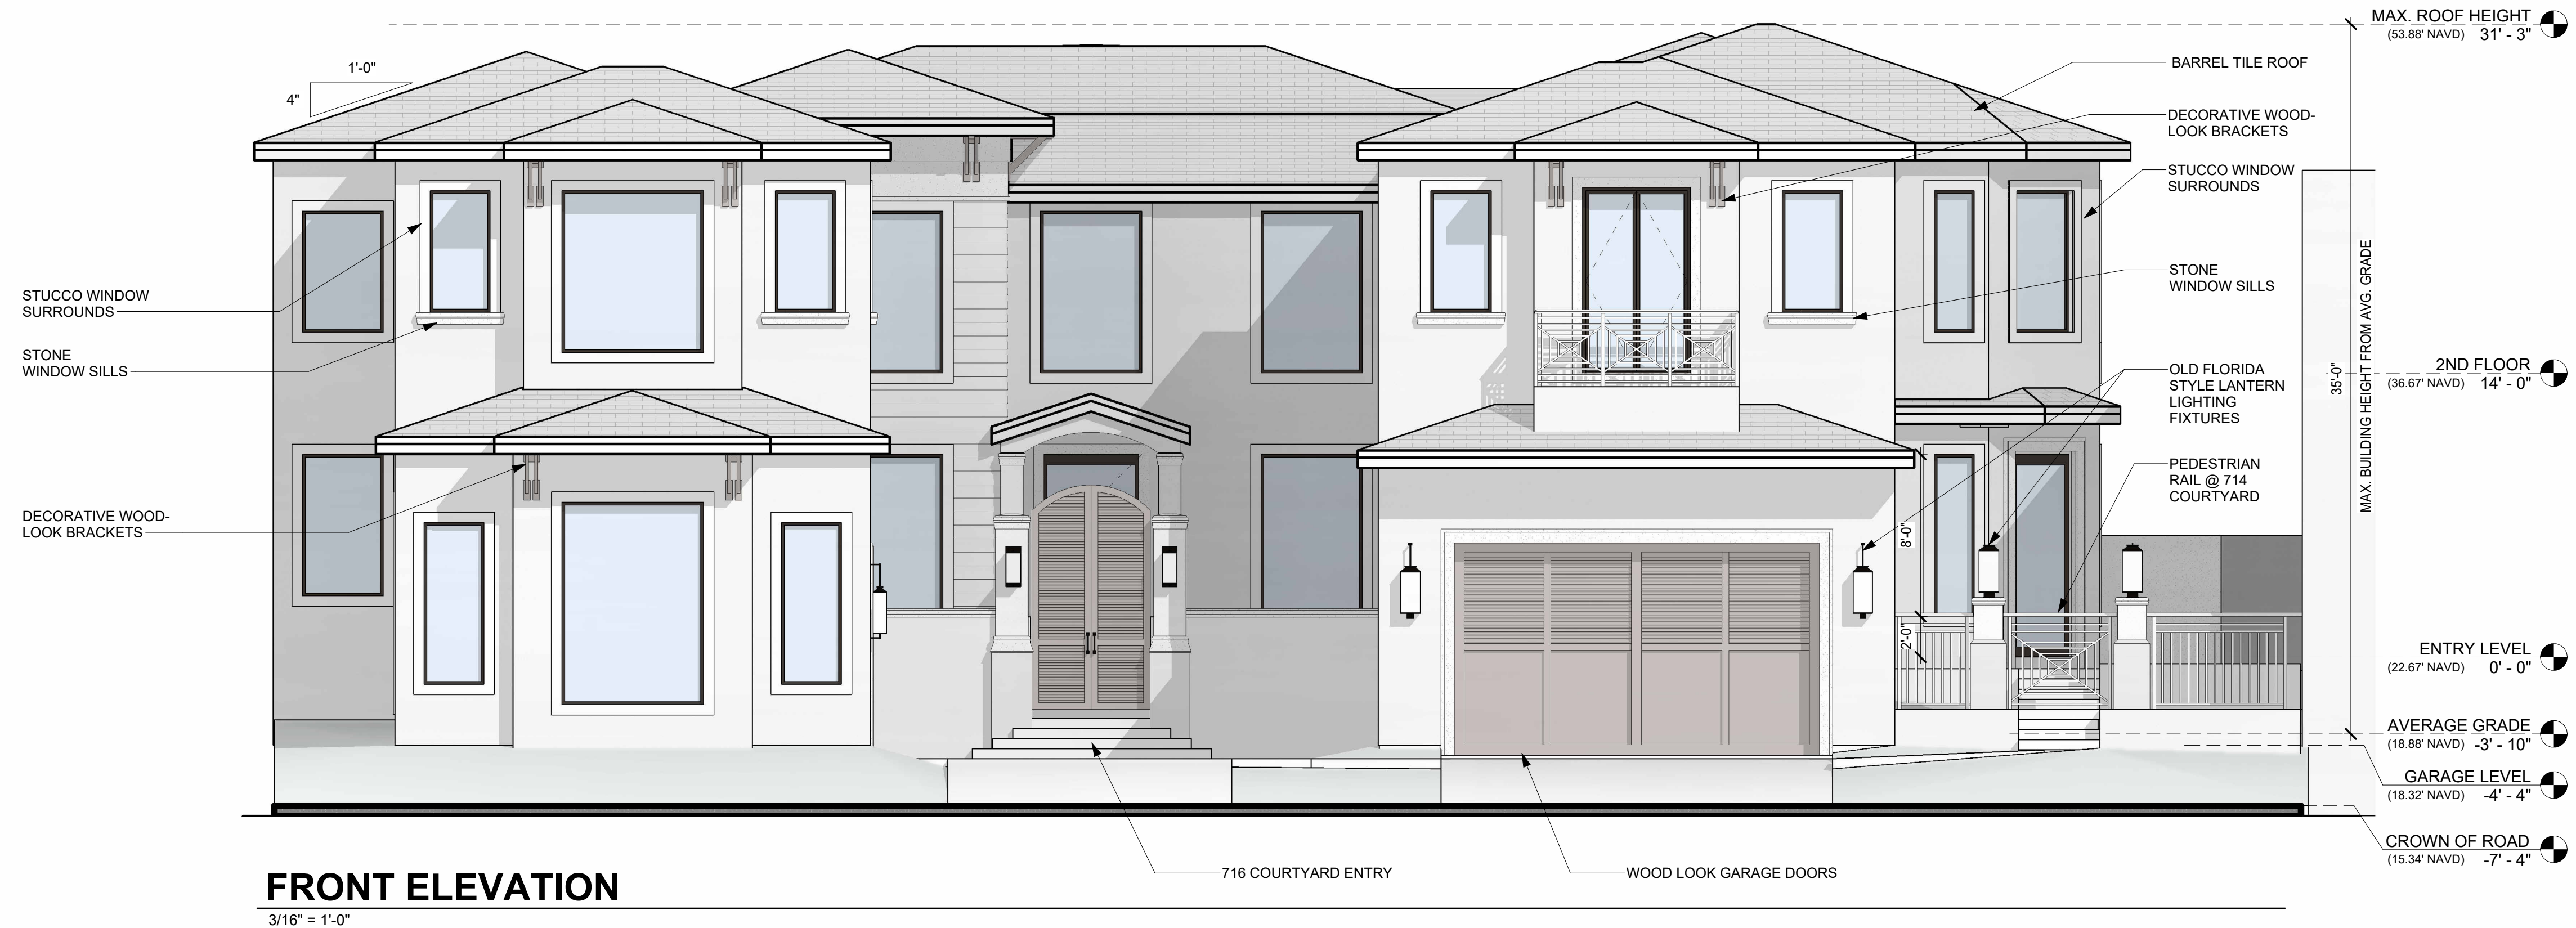 MAX. ROOF HEIGHT
(53.88' NAVD) 31' - 3"
1'-0"
4"
BARREL TILE ROOF
DECORATIVE WOOD-
LOOK BRACKETS
STUCCO WINDOW
SURROUNDS
STONE
WINDOW SILLS
MAX. BUILDING HEIGHT FROM AVG. GRADE
35'-0"
STUCCO WINDOW
SURROUNDS
STONE
WINDOW SILLS
2ND FLOOR
(36.67' NAVD) 14' - 0"
OLD FLORIDA
STYLE LANTERN
LIGHTING
FIXTURES
PEDESTRIAN
RAIL @ 714
COURTYARD
DECORATIVE WOOD-
LOOK BRACKETS
8'-0"
2'-0"
ENTRY LEVEL
(22.67' NAVD) 0' - 0"
AVERAGE GRADE
(18.88' NAVD) -3' - 10"
GARAGE LEVEL
(18.32' NAVD) -4' - 4"
CROWN OF ROAD
(15.34' NAVD) -7' - 4"
716 COURTYARD ENTRY
WOOD LOOK GARAGE DOORS
FRONT ELEVATION
3/16" = 1'-0"